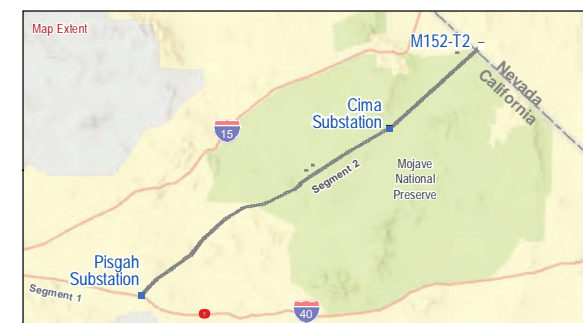 Map Extent
M152-T2
Nevada
California
Cima
Substation
15
Mojave
National
Preserve
Segment 2
Pisgah
Substation
Segment 1
40